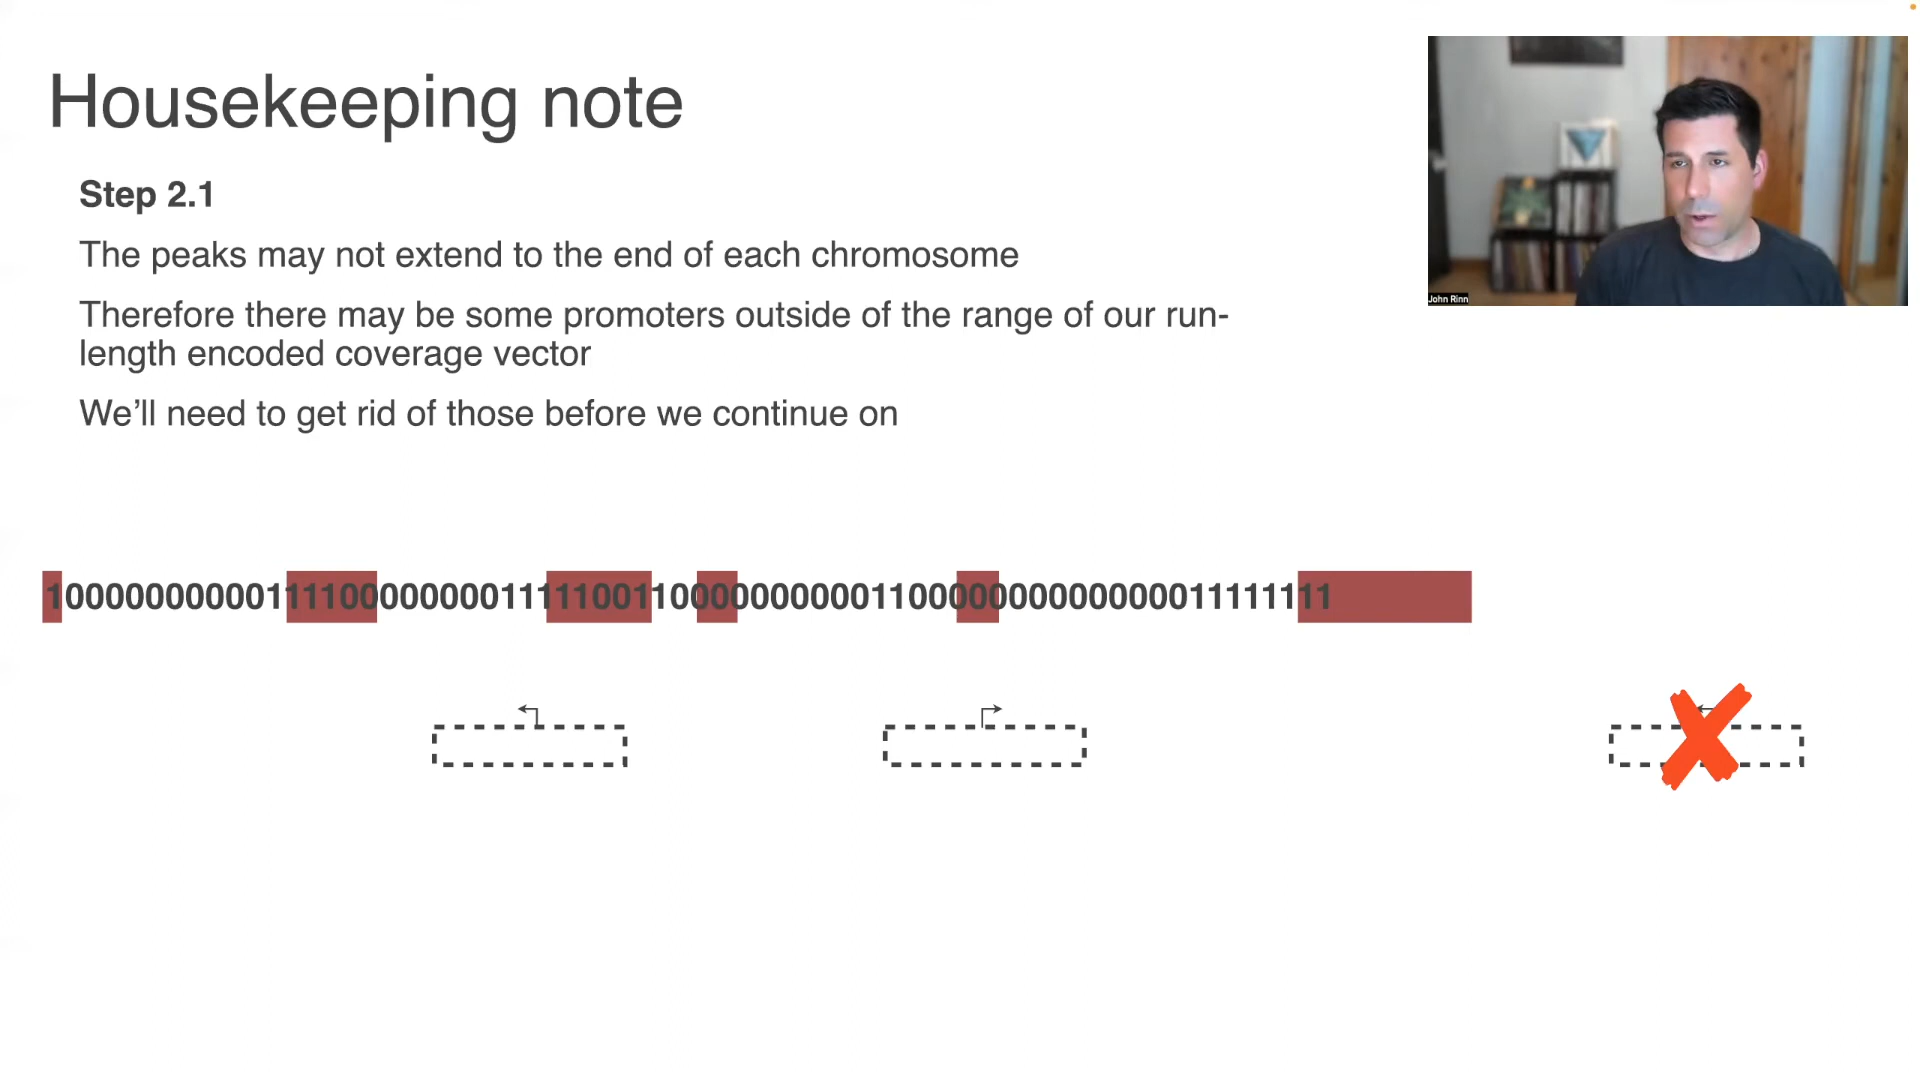 Housekeeping note
Step 2.1
The peaks may not extend to the end of each chromosome
Therefore there may be some promoters outside of the range of our run-
length encoded coverage vector
We'll need to get rid of those before we continue on
John Rinn